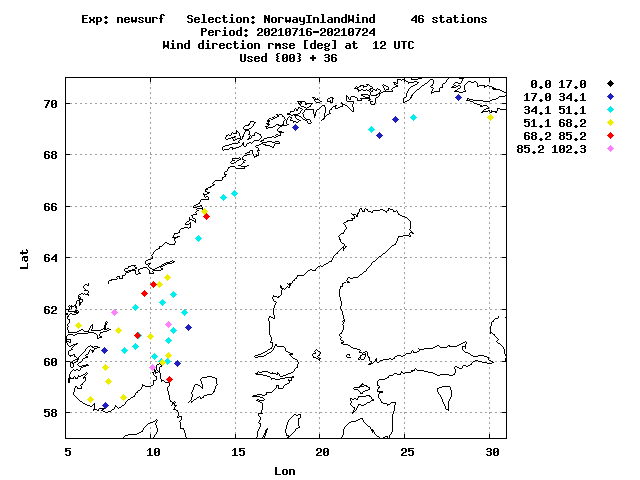 Exp: newsurf   Selection: NorwayInlandWind     46 stations
Period: 20210716-20210724
Wind direction rmse [deg] at  12 UTC
Used {00} + 36
0.0 17.0
17.0 34.1
34.1 51.1
51.1 68.2
68.2 85.2
85.2 102.3
70
68
66
64
62
60
58
Lat
5 10 15 20 25 30
Lon